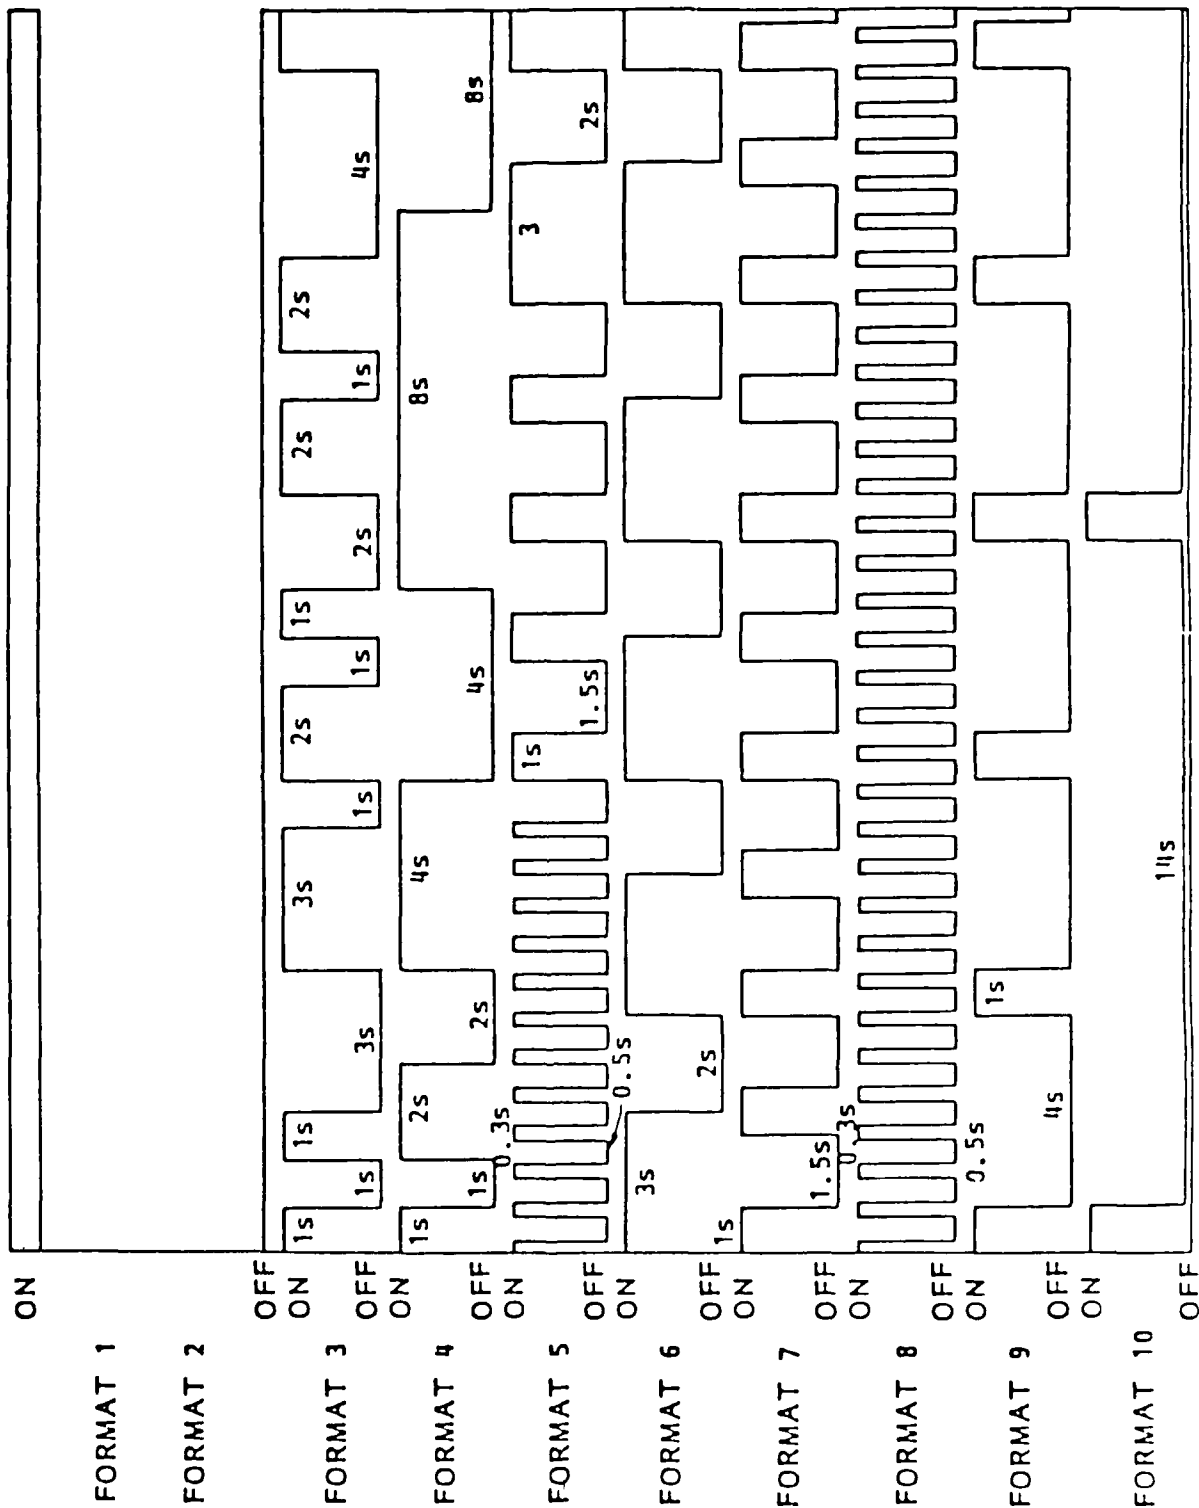 ON
FORMAT 1
FORMAT 2
OFF
ON
FORMAT 3
OFF
1s 1s 1s 3s 3s 1s 2s 1s 1s 2s 2s 1s 2s 4s
ON
FORMAT 4
OFF
1s 1s 2s 2s 4s 4s 8s 8s
ON
FORMAT 5
OFF
0.3s 0.5s 1s 1.5s 3 2s
ON
FORMAT 6
OFF
3s 2s
ON
FORMAT 7
OFF
1s 1.5s
ON
FORMAT 8
OFF
0.3s 0.5s
ON
FORMAT 9
OFF
4s 1s
ON
FORMAT 10
OFF
14s